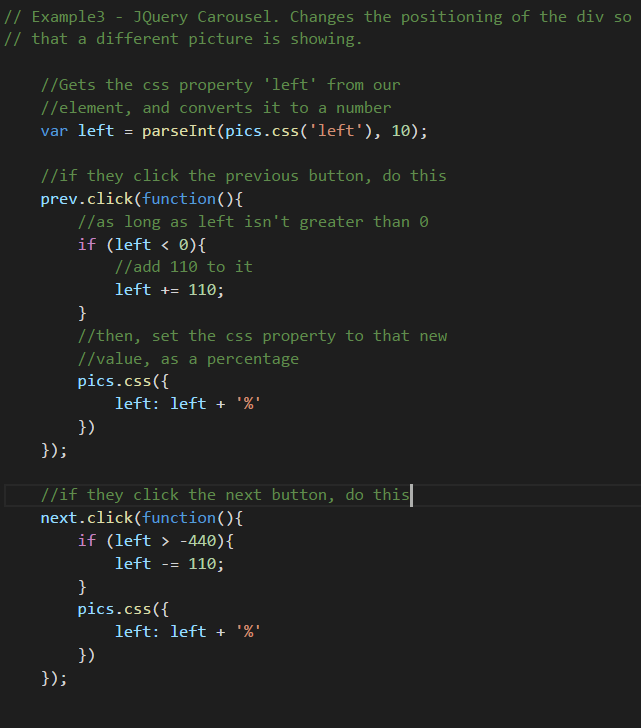 // Example3 - JQuery Carousel. Changes the positioning of the div so
// that a different picture is showing.
//Gets the css property 'left' from our
//element, and converts it to a number
var left = parseInt(pics.css('left'), 10);
//if they click the previous button, do this
prev.click(function(){
//as long as left isn't greater than 0
if (left < 0){
//add 110 to it
left += 110;
}
//then, set the css property to that new
//value, as a percentage
pics.css({
left: left + '%'
})
});
//if they click the next button, do this
next.click(function(){
if (left > -440){
left -= 110;
}
pics.css({
left: left + '%'
})
});